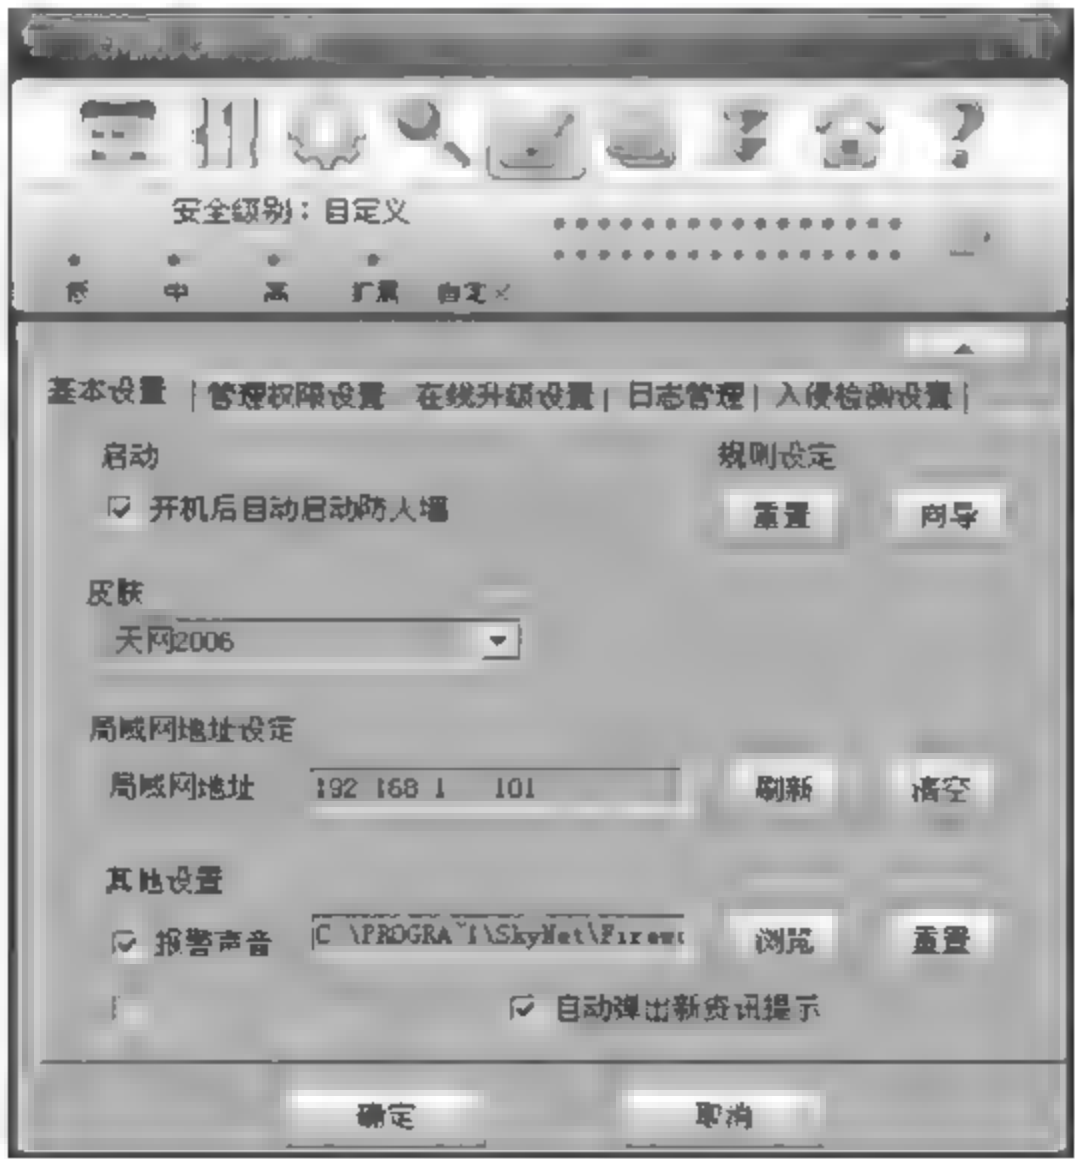 安全级别：自定义
低 中 高 扩展 自定义
基本设置 管理权限设置 在线升级设置 日志管理 入侵检测设置
启动 规则设定
开机后自动启动防火墙 重置 向导
皮肤
天网2006
局域网地址设定
局域网地址 192 168 1 101 刷新 清空
其他设置
报警声音 C \PROGRA~1\SkyNet\Firewa 浏览 重置
自动弹出新资讯提示
确定 取消